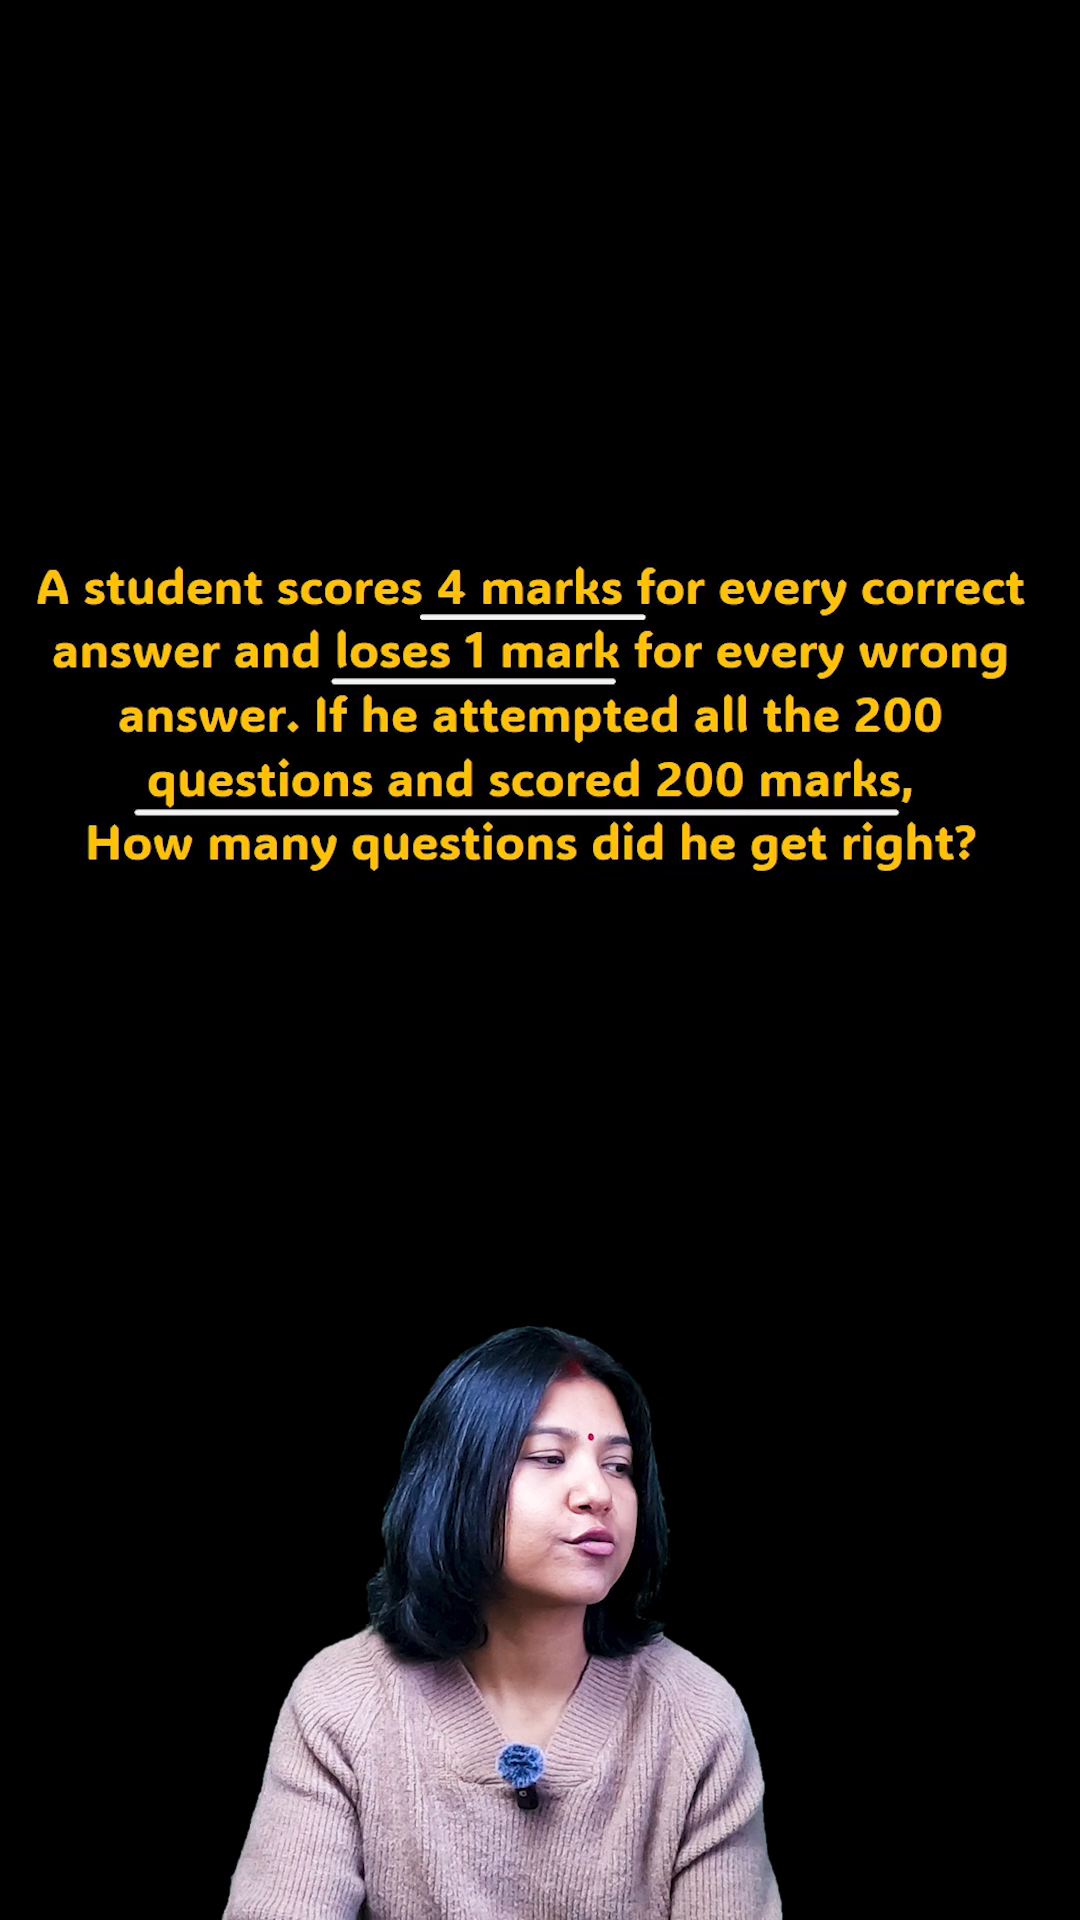 A student scores 4 marks for every correct
answer and loses 1 mark for every wrong
answer. If he attempted all the 200
questions and scored 200 marks,
How many questions did he get right?